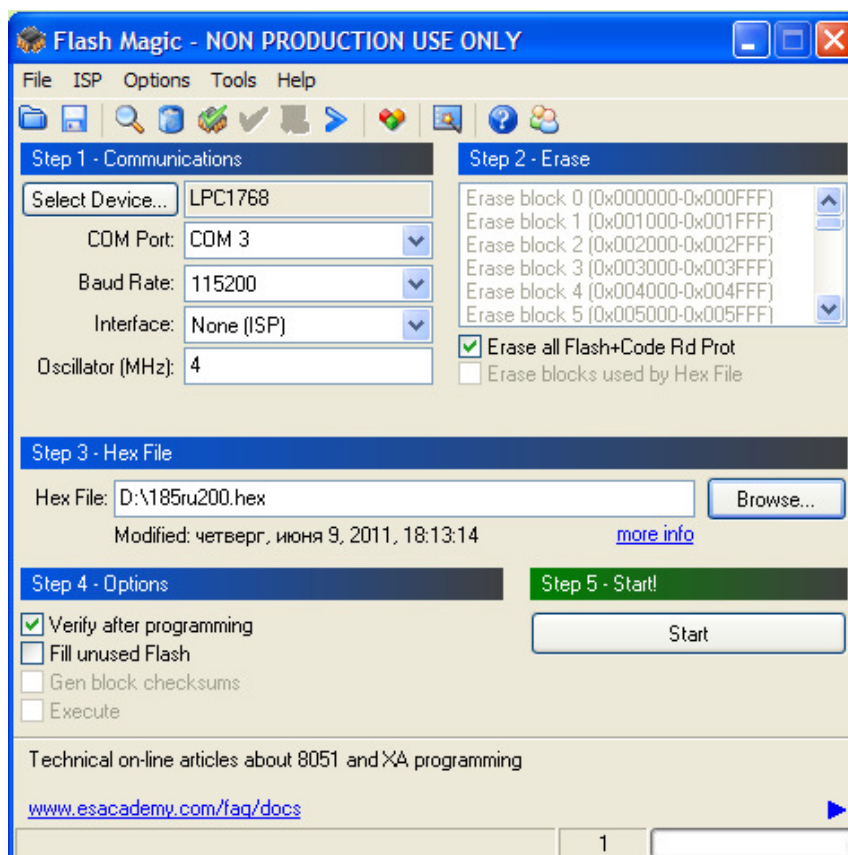 Flash Magic - NON PRODUCTION USE ONLY
File ISP Options Tools Help
Step 1 - Communications
Select Device... LPC1768
COM Port: COM 3
Baud Rate: 115200
Interface: None (ISP)
Oscillator (MHz): 4
Step 2 - Erase
Erase block 0 (0x000000-0x000FFF)
Erase block 1 (0x001000-0x001FFF)
Erase block 2 (0x002000-0x002FFF)
Erase block 3 (0x003000-0x003FFF)
Erase block 4 (0x004000-0x004FFF)
Erase block 5 (0x005000-0x005FFF)
Erase all Flash+Code Rd Prot
Erase blocks used by Hex File
Step 3 - Hex File
Hex File: D:\185ru200.hex Browse...
Modified: четверг, июня 9, 2011, 18:13:14 more info
Step 4 - Options
Verify after programming
Fill unused Flash
Gen block checksums
Execute
Step 5 - Start!
Start
Technical on-line articles about 8051 and XA programming
www.esacademy.com/faq/docs
1